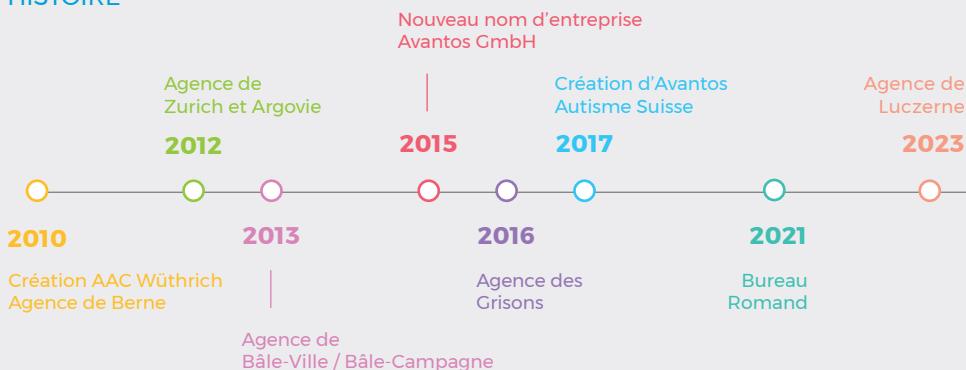 HISTOIRE
Nouveau nom d'entreprise
Avantos GmbH
Agence de
Zurich et Argovie
Création d'Avantos
Autisme Suisse
Agence de
Luczerne
2012
2015
2017
2023
2010
2013
2016
2021
Création AAC Wüthrich
Agence de Berne
Agence des
Grisons
Bureau
Romand
Agence de
Bâle-Ville / Bâle-Campagne